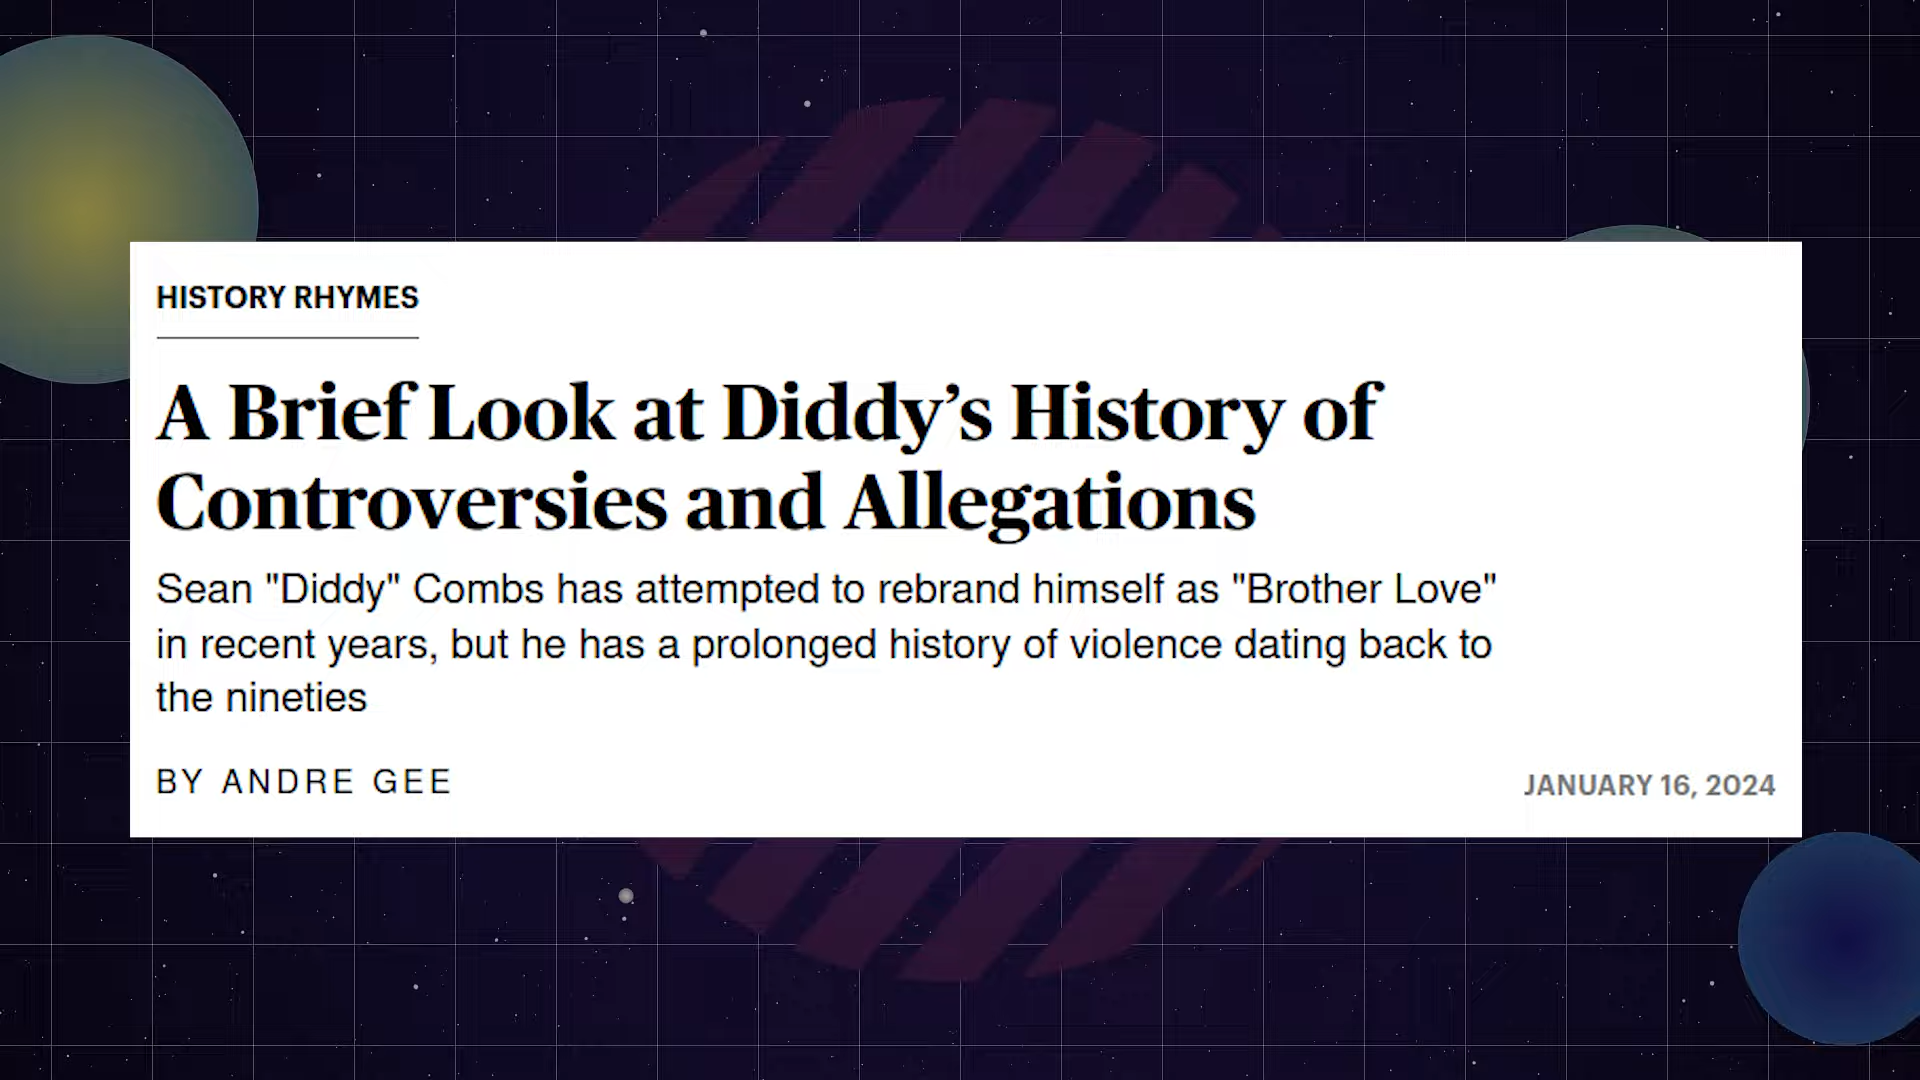 HISTORY RHYMES
A Brief Look at Diddy’s History of
Controversies and Allegations
Sean "Diddy" Combs has attempted to rebrand himself as "Brother Love"
in recent years, but he has a prolonged history of violence dating back to
the nineties
BY ANDRE GEE
JANUARY 16, 2024